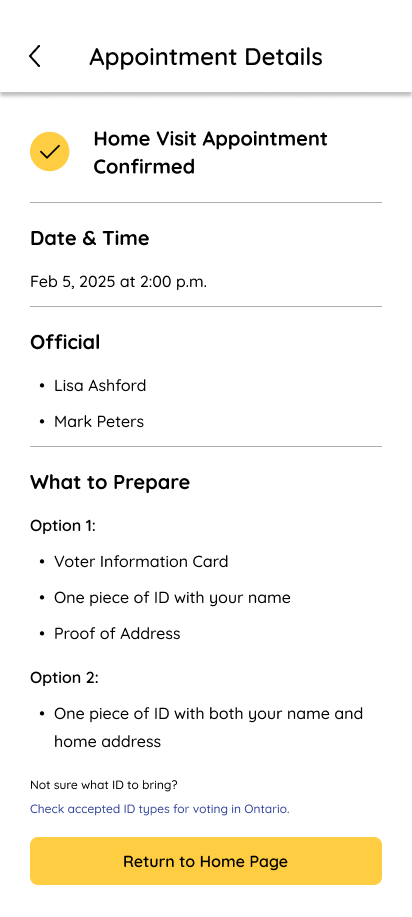 Appointment Details
Home Visit Appointment
Confirmed
Date & Time
Feb 5, 2025 at 2:00 p.m.
Official
• Lisa Ashford
• Mark Peters
What to Prepare
Option 1:
• Voter Information Card
• One piece of ID with your name
• Proof of Address
Option 2:
• One piece of ID with both your name and
home address
Not sure what ID to bring?
Check accepted ID types for voting in Ontario.
Return to Home Page